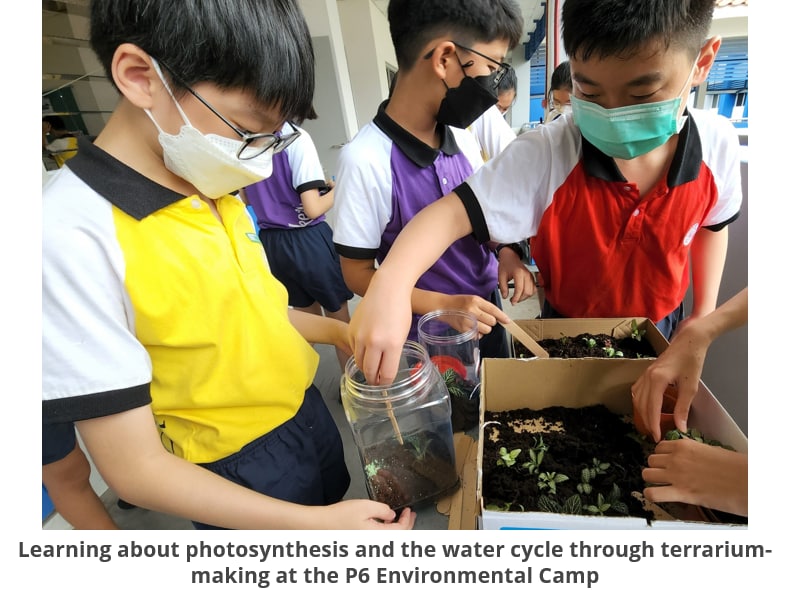 Learning about photosynthesis and the water cycle through terrarium-
making at the P6 Environmental Camp